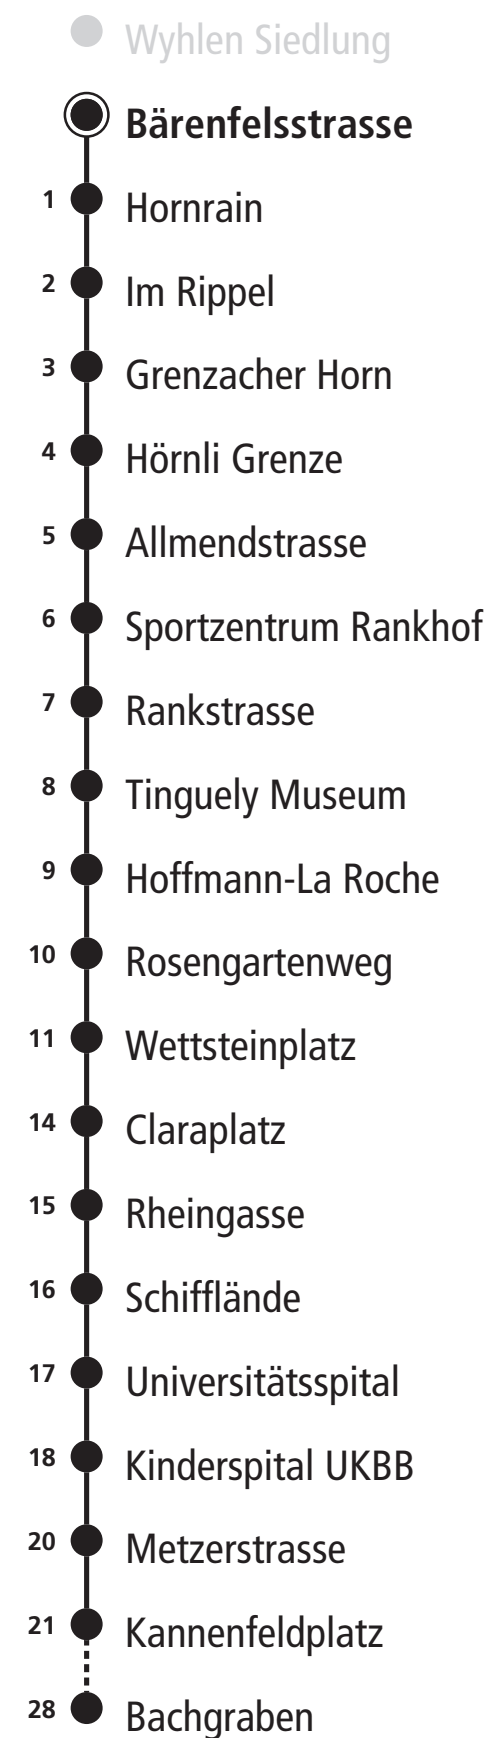 Wyhlen Siedlung
Bärenfelsstrasse
1 Hornrain
2 Im Rippel
3 Grenzacher Horn
4 Hörnli Grenze
5 Allmendstrasse
6 Sportzentrum Rankhof
7 Rankstrasse
8 Tinguely Museum
9 Hoffmann-La Roche
10 Rosengartenweg
11 Wettsteinplatz
14 Claraplatz
15 Rheingasse
16 Schifflände
17 Universitätsspital
18 Kinderspital UKBB
20 Metzerstrasse
21 Kannenfeldplatz
28 Bachgraben